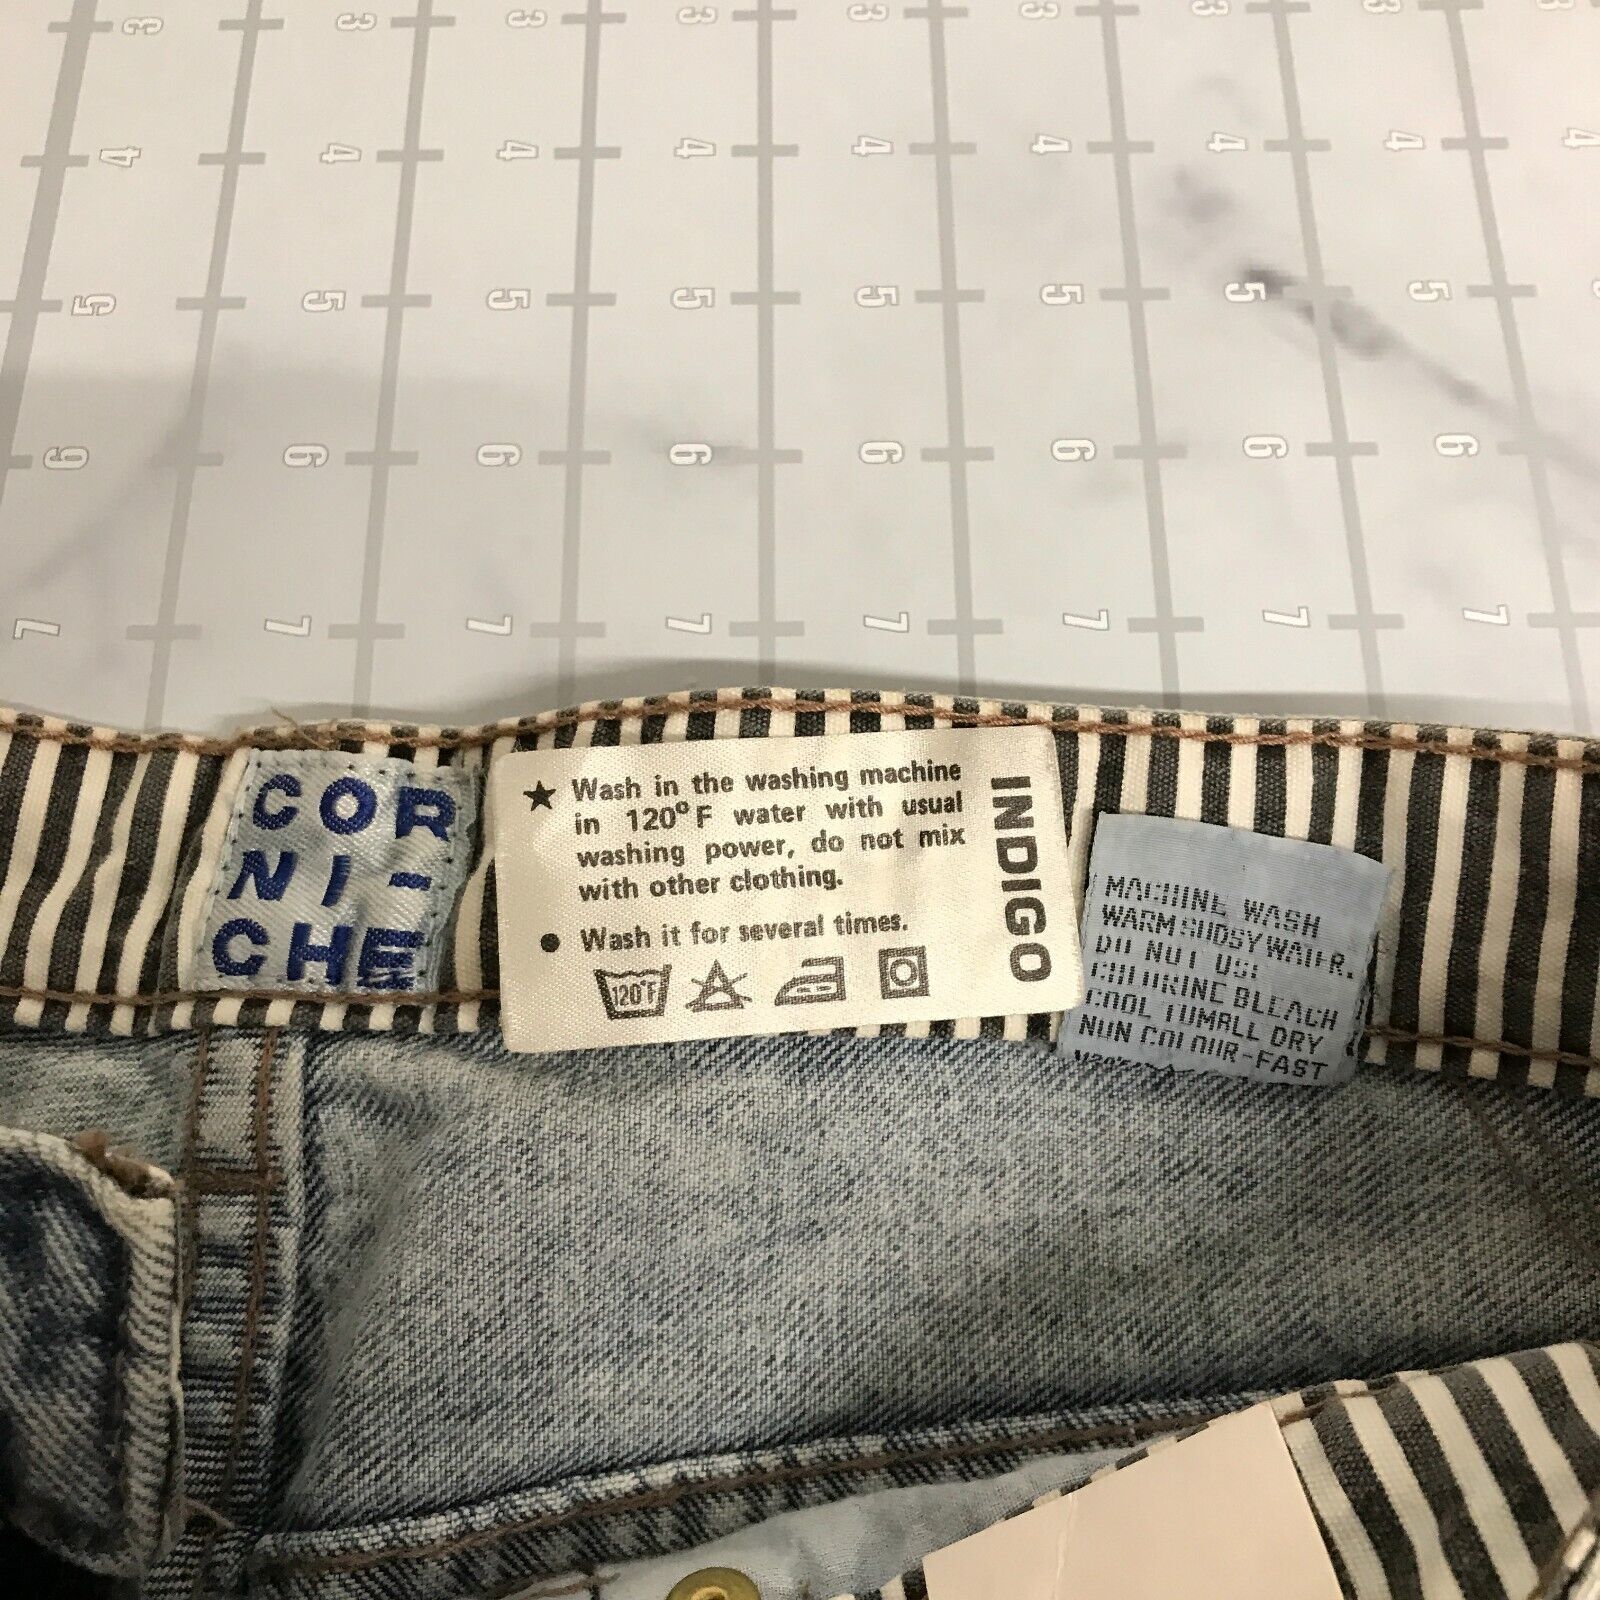 3 3 3 3 3 3 3 3
4 4 4 4 4 4 4 4 4
5 5 5 5 5 5 5 5
6 6 6 6 6 6 6 6
7 7 7 7 7 7 7 7
COR
NI-
CHE
★ Wash in the washing machine
in 120°F water with usual
washing power, do not mix
with other clothing.
● Wash it for several times.
120°F
INDIGO
MACHINE WASH
WARM SUDSY WATER.
DO NOT USE
CHLORINE BLEACH
COOL TUMBLE DRY
NON COLOUR-FAST